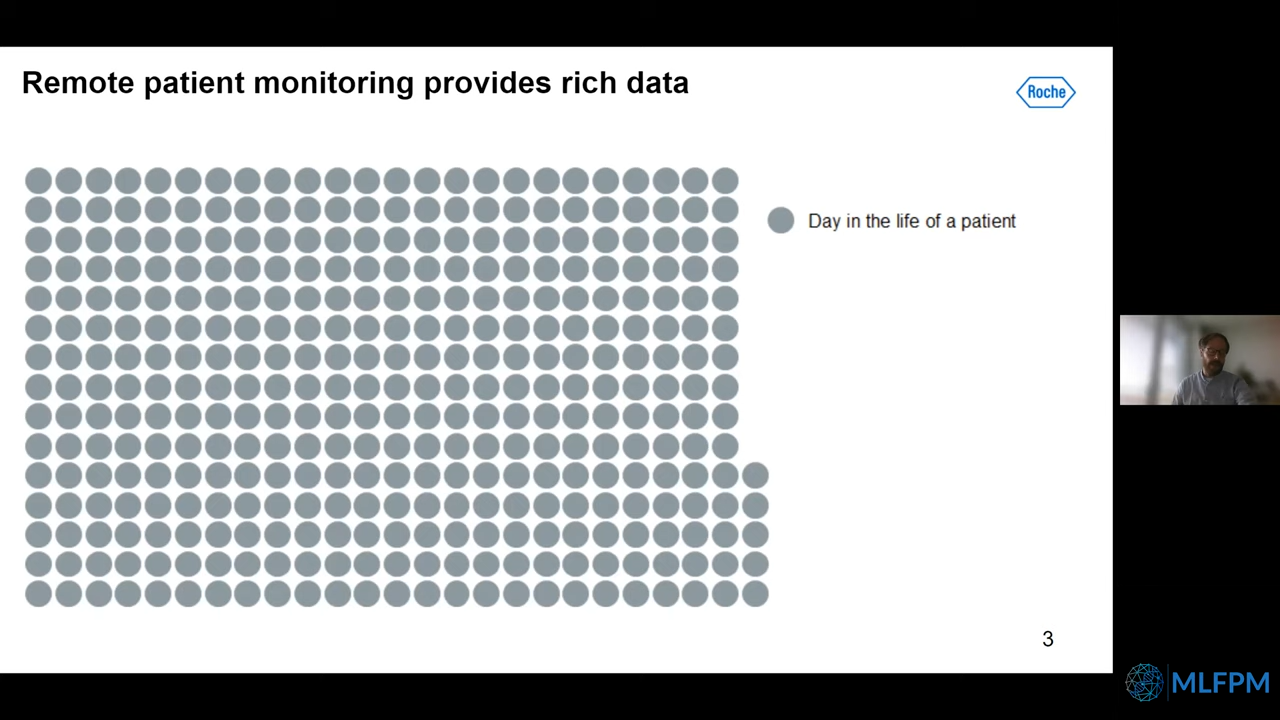 Remote patient monitoring provides rich data
Roche
Day in the life of a patient
3
MLFPM